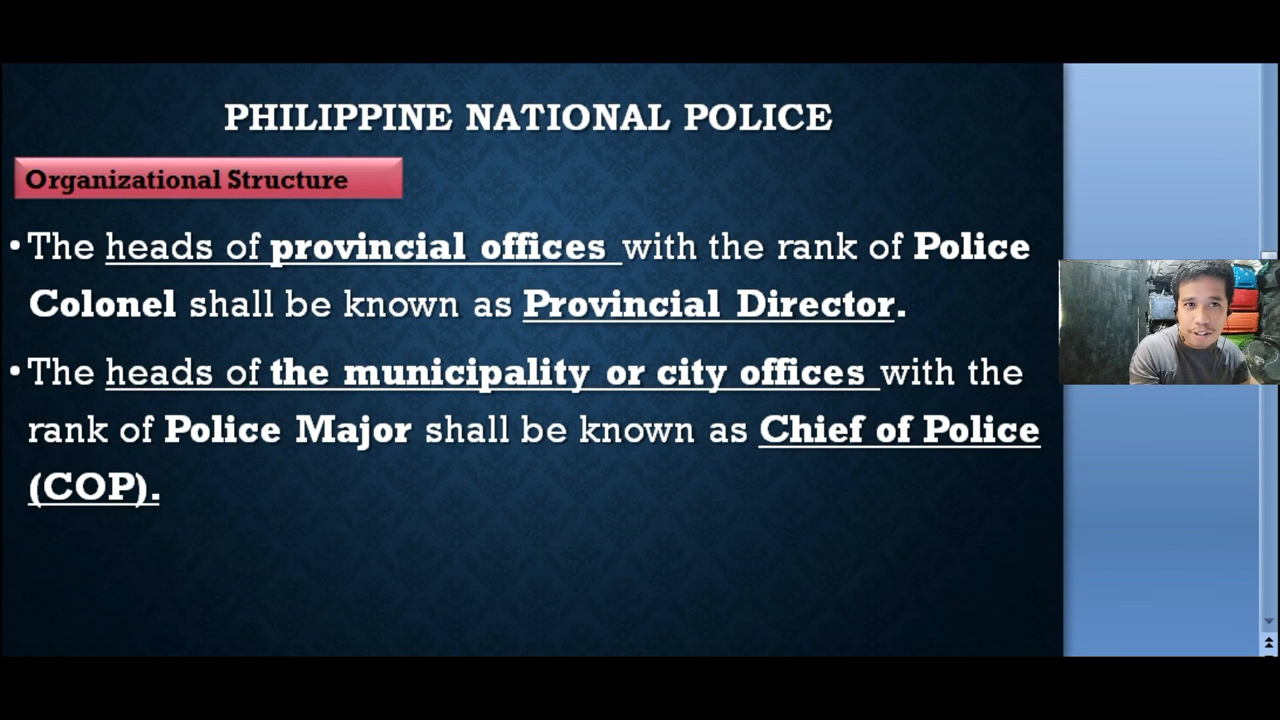 PHILIPPINE NATIONAL POLICE
Organizational Structure
• The heads of provincial offices with the rank of Police
Colonel shall be known as Provincial Director.
• The heads of the municipality or city offices with the
rank of Police Major shall be known as Chief of Police
(COP).